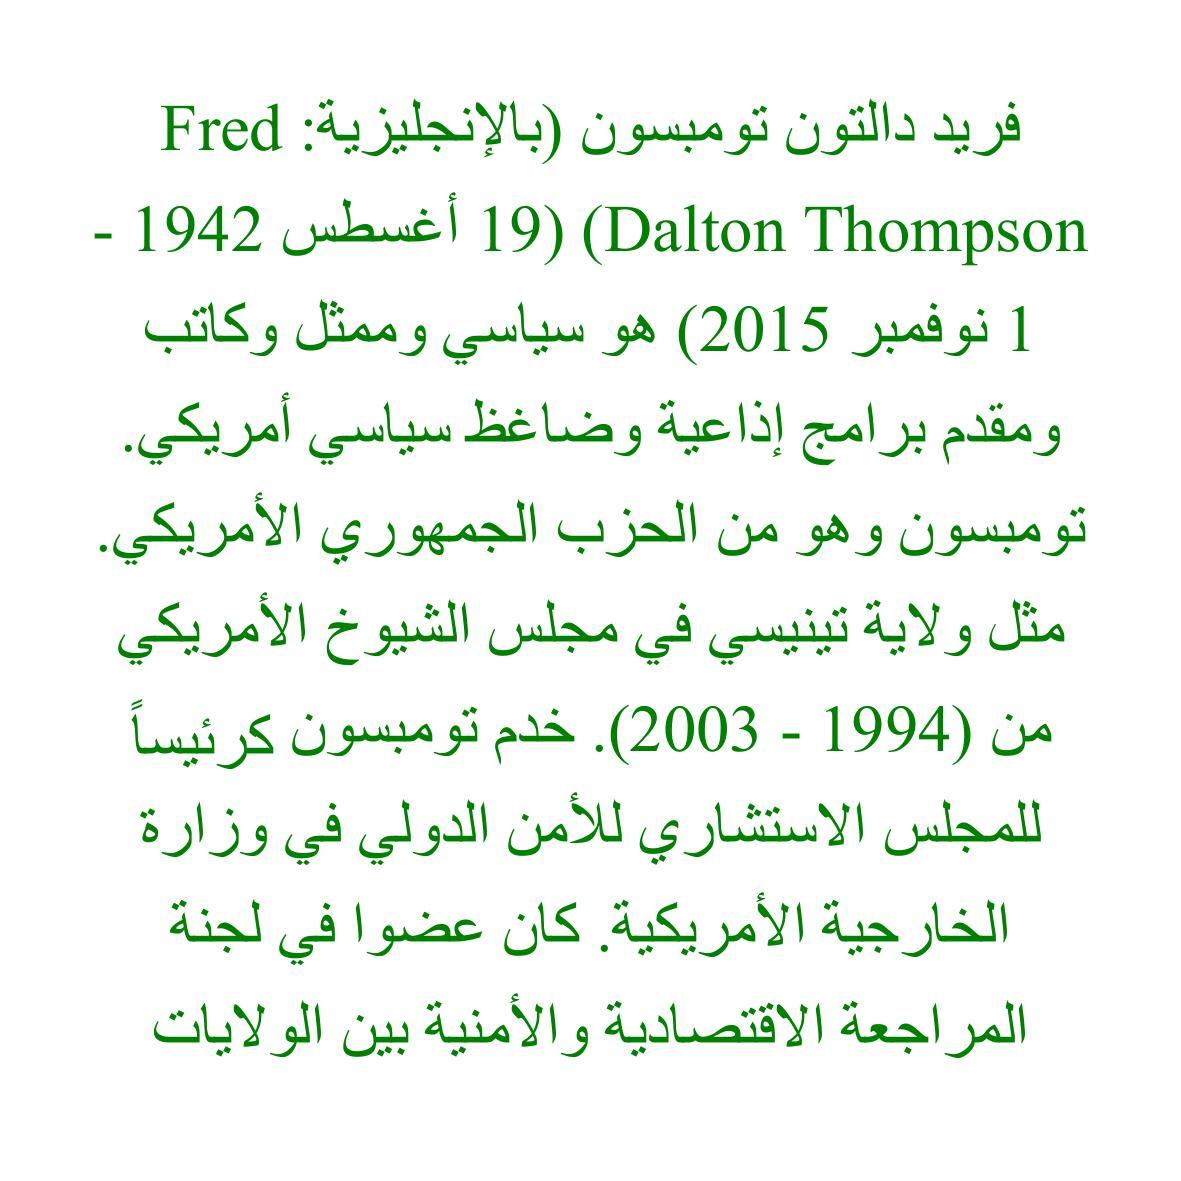 فريد دالتون تومبسون (بالإنجليزية: Fred
Dalton Thompson) (19 أغسطس 1942 -
1 نوفمبر 2015) هو سياسي وممثل وكاتب
ومقدم برامج إذاعية وضاغظ سياسي أمريكي.
تومبسون وهو من الحزب الجمهوري الأمريكي.
مثل ولاية تينيسي في مجلس الشيوخ الأمريكي
من (1994 - 2003). خدم تومبسون كرئيساً
للمجلس الاستشاري للأمن الدولي في وزارة
الخارجية الأمريكية. كان عضوا في لجنة
المراجعة الاقتصادية والأمنية بين الولايات